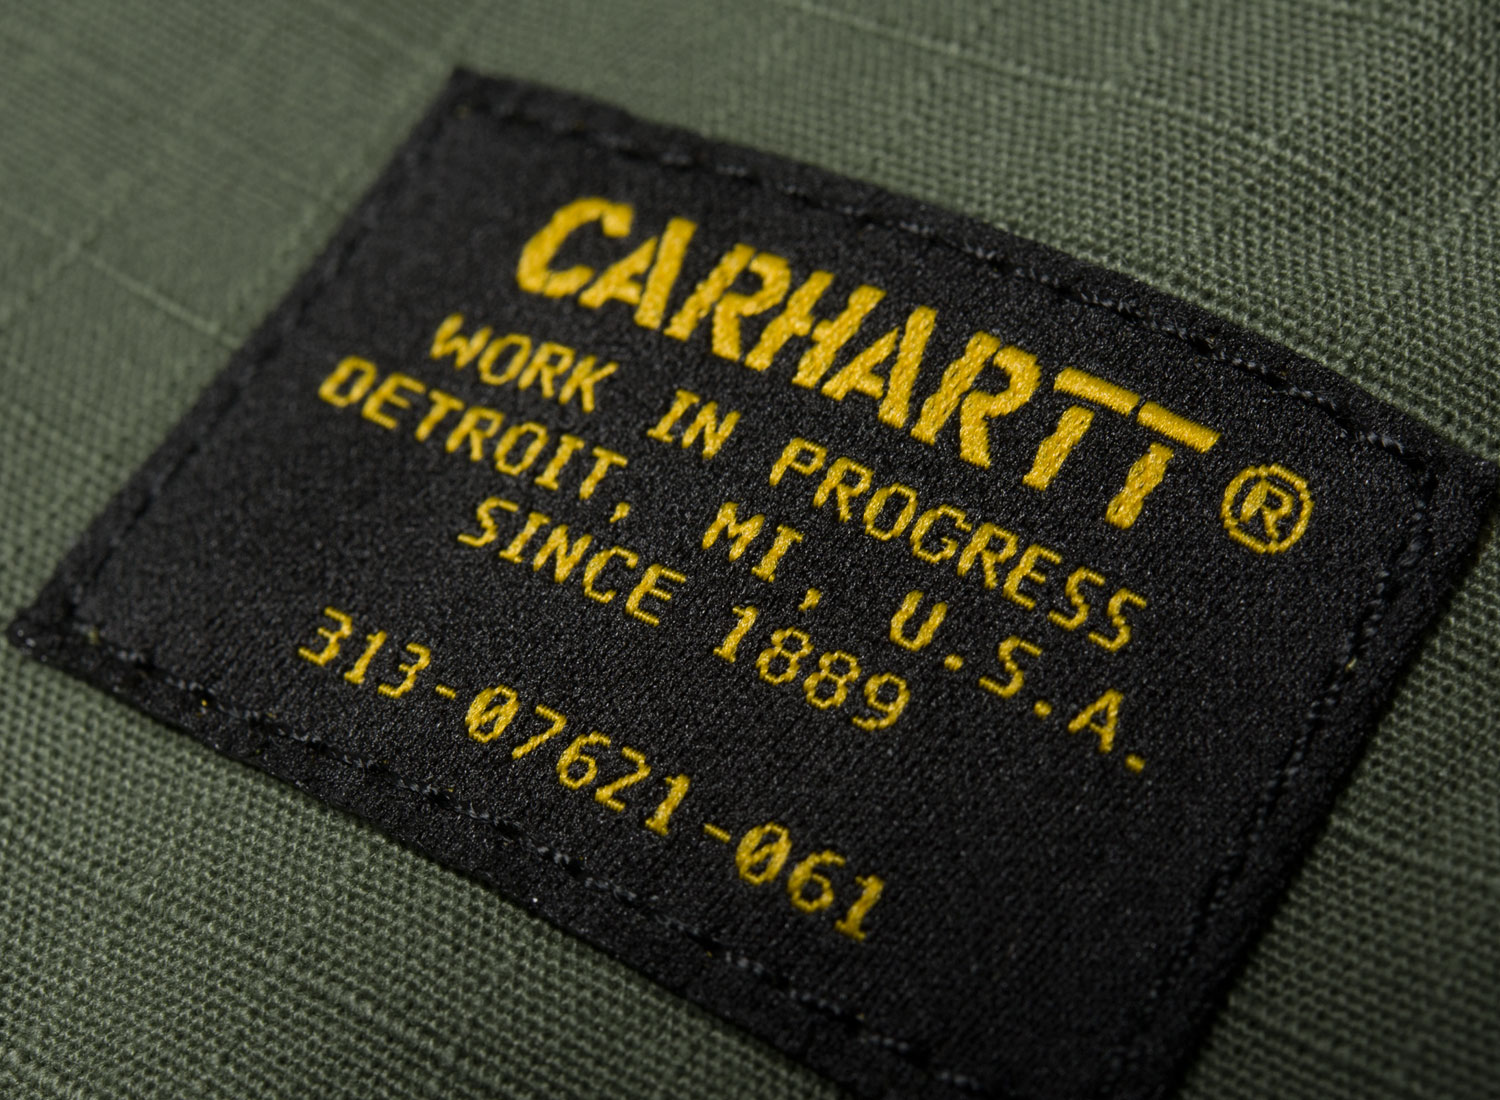 CARHARTT®
WORK IN PROGRESS
DETROIT, MI, U.S.A.
SINCE 1889
313-07621-061